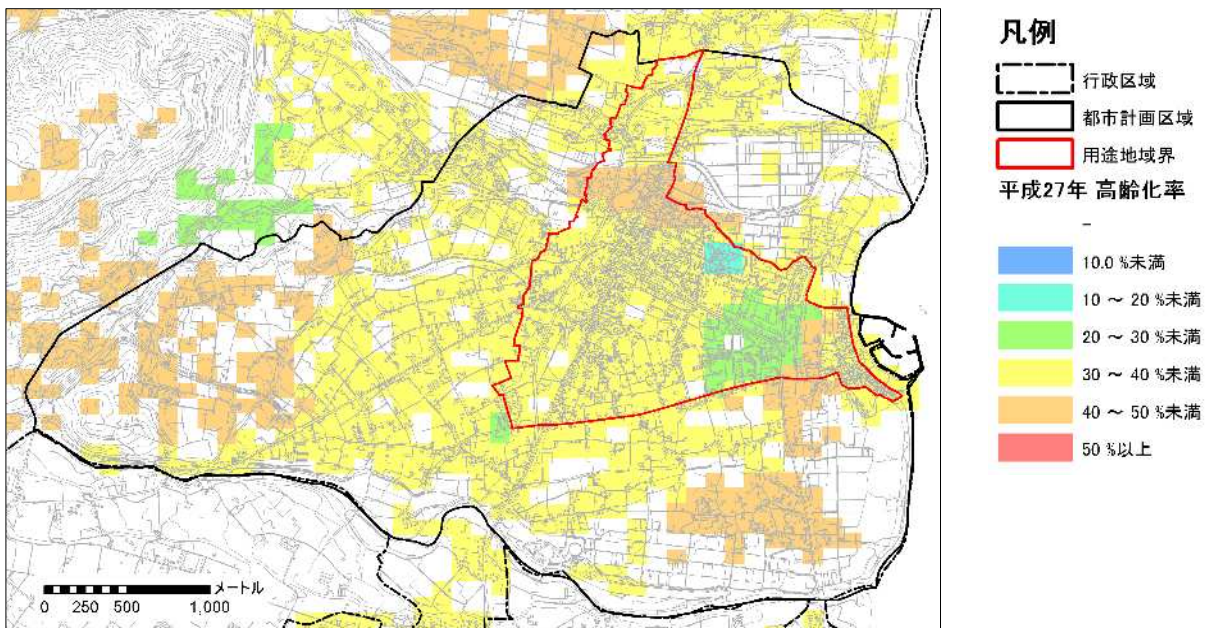 凡例
行政区域
都市計画区域
用途地域界
平成27年 高齢化率
-
10.0 %未満
10 ～ 20 %未満
20 ～ 30 %未満
30 ～ 40 %未満
40 ～ 50 %未満
50 %以上
メートル
0 250 500 1,000